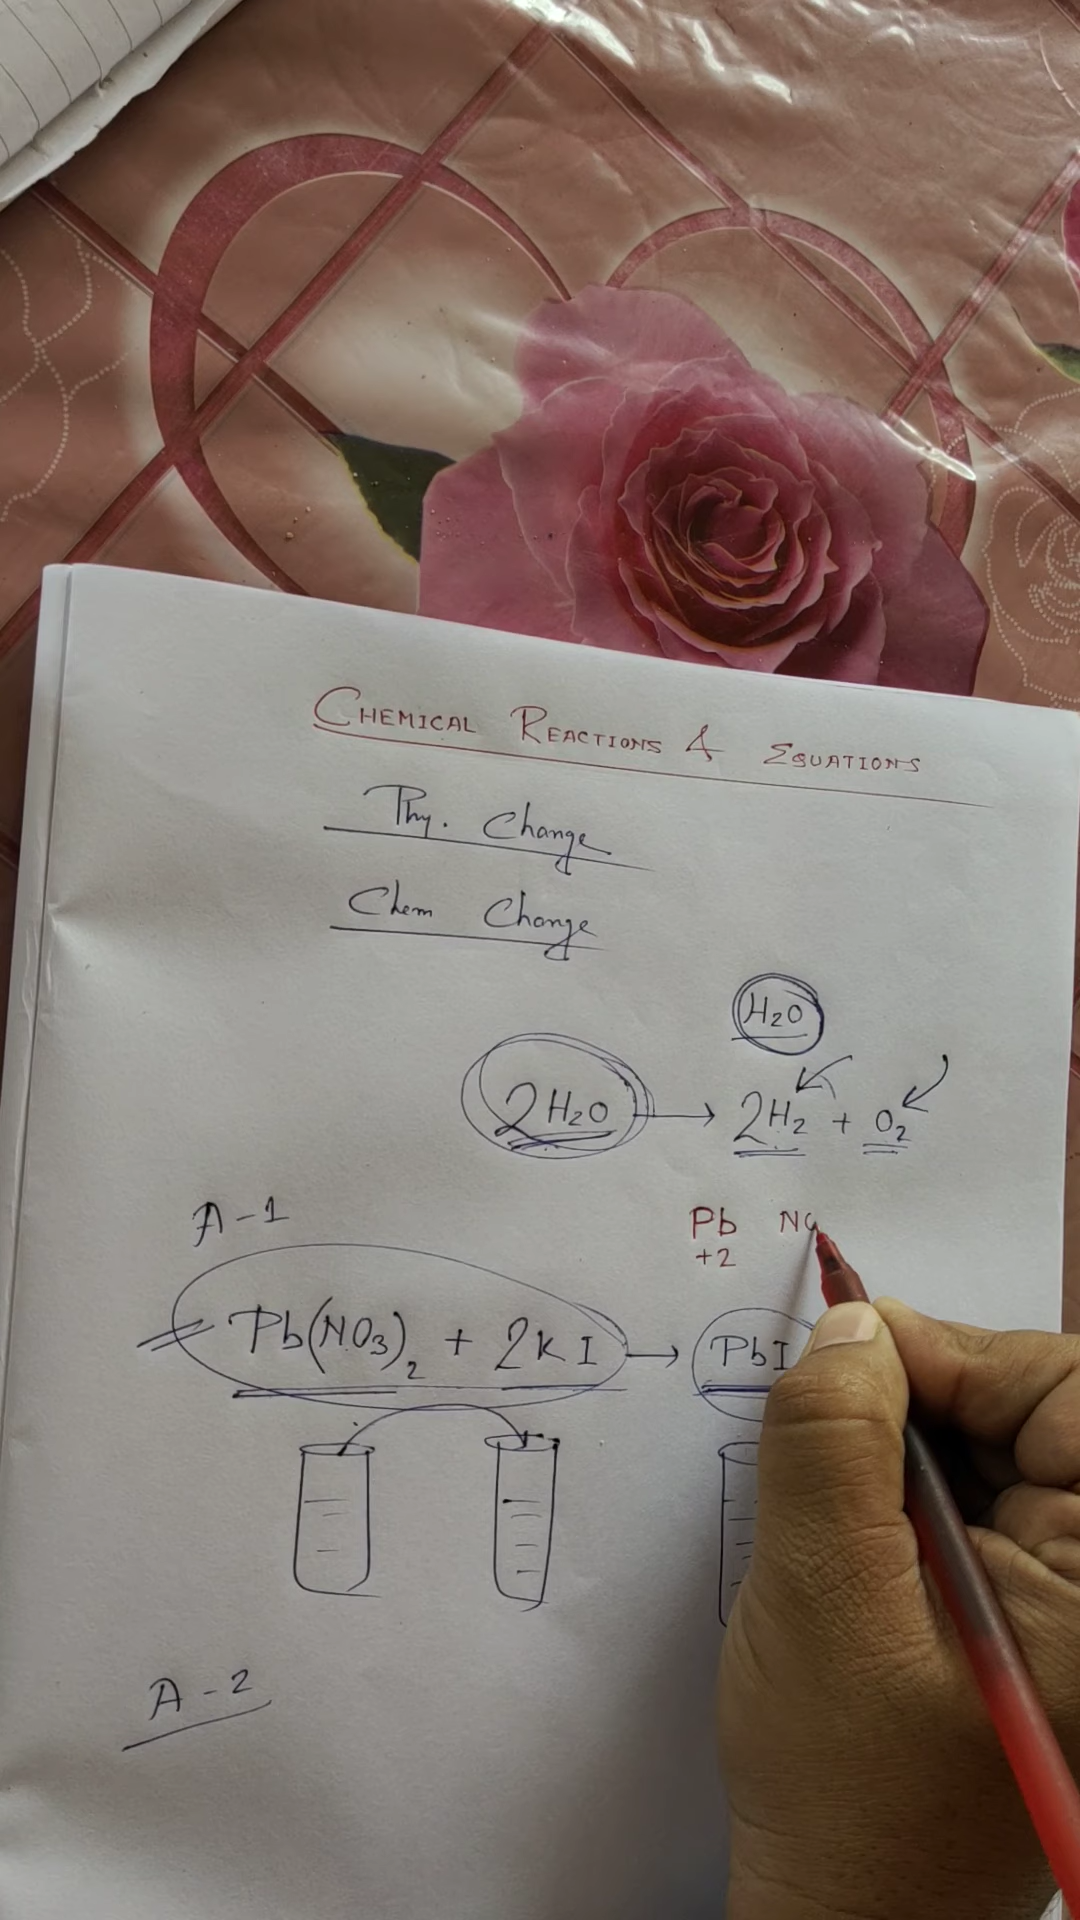 CHEMICAL REACTIONS & EQUATIONS
Phy. Change
Chem Change
H₂O
2H₂O → 2H₂ + O₂
A-1
Pb NO
+2
Pb(NO₃)₂ + 2KI → PbI
A-2